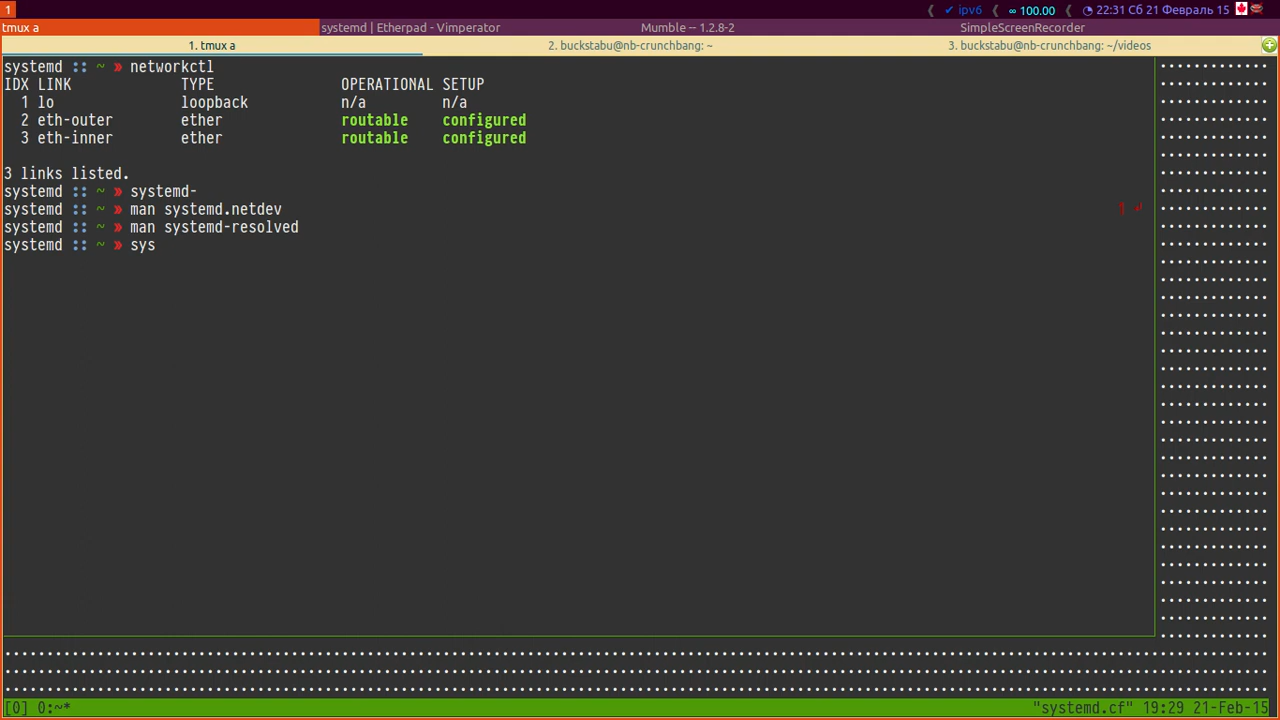 1
❬ ✔ ipv6 ❬ ∞ 100.00 ❬ 22:31 Сб 21 Февраль 15
tmux a
systemd | Etherpad - Vimperator
Mumble -- 1.2.8-2
SimpleScreenRecorder
1. tmux a
2. buckstabu@nb-crunchbang: ~
3. buckstabu@nb-crunchbang: ~/videos
systemd :: ~ » networkctl
IDX LINK TYPE OPERATIONAL SETUP
1 lo loopback n/a n/a
2 eth-outer ether routable configured
3 eth-inner ether routable configured
3 links listed.
systemd :: ~ » systemd-
systemd :: ~ » man systemd.netdev 1 ↵
systemd :: ~ » man systemd-resolved
systemd :: ~ » sys
[0] 0:~* "systemd.cf" 19:29 21-Feb-15